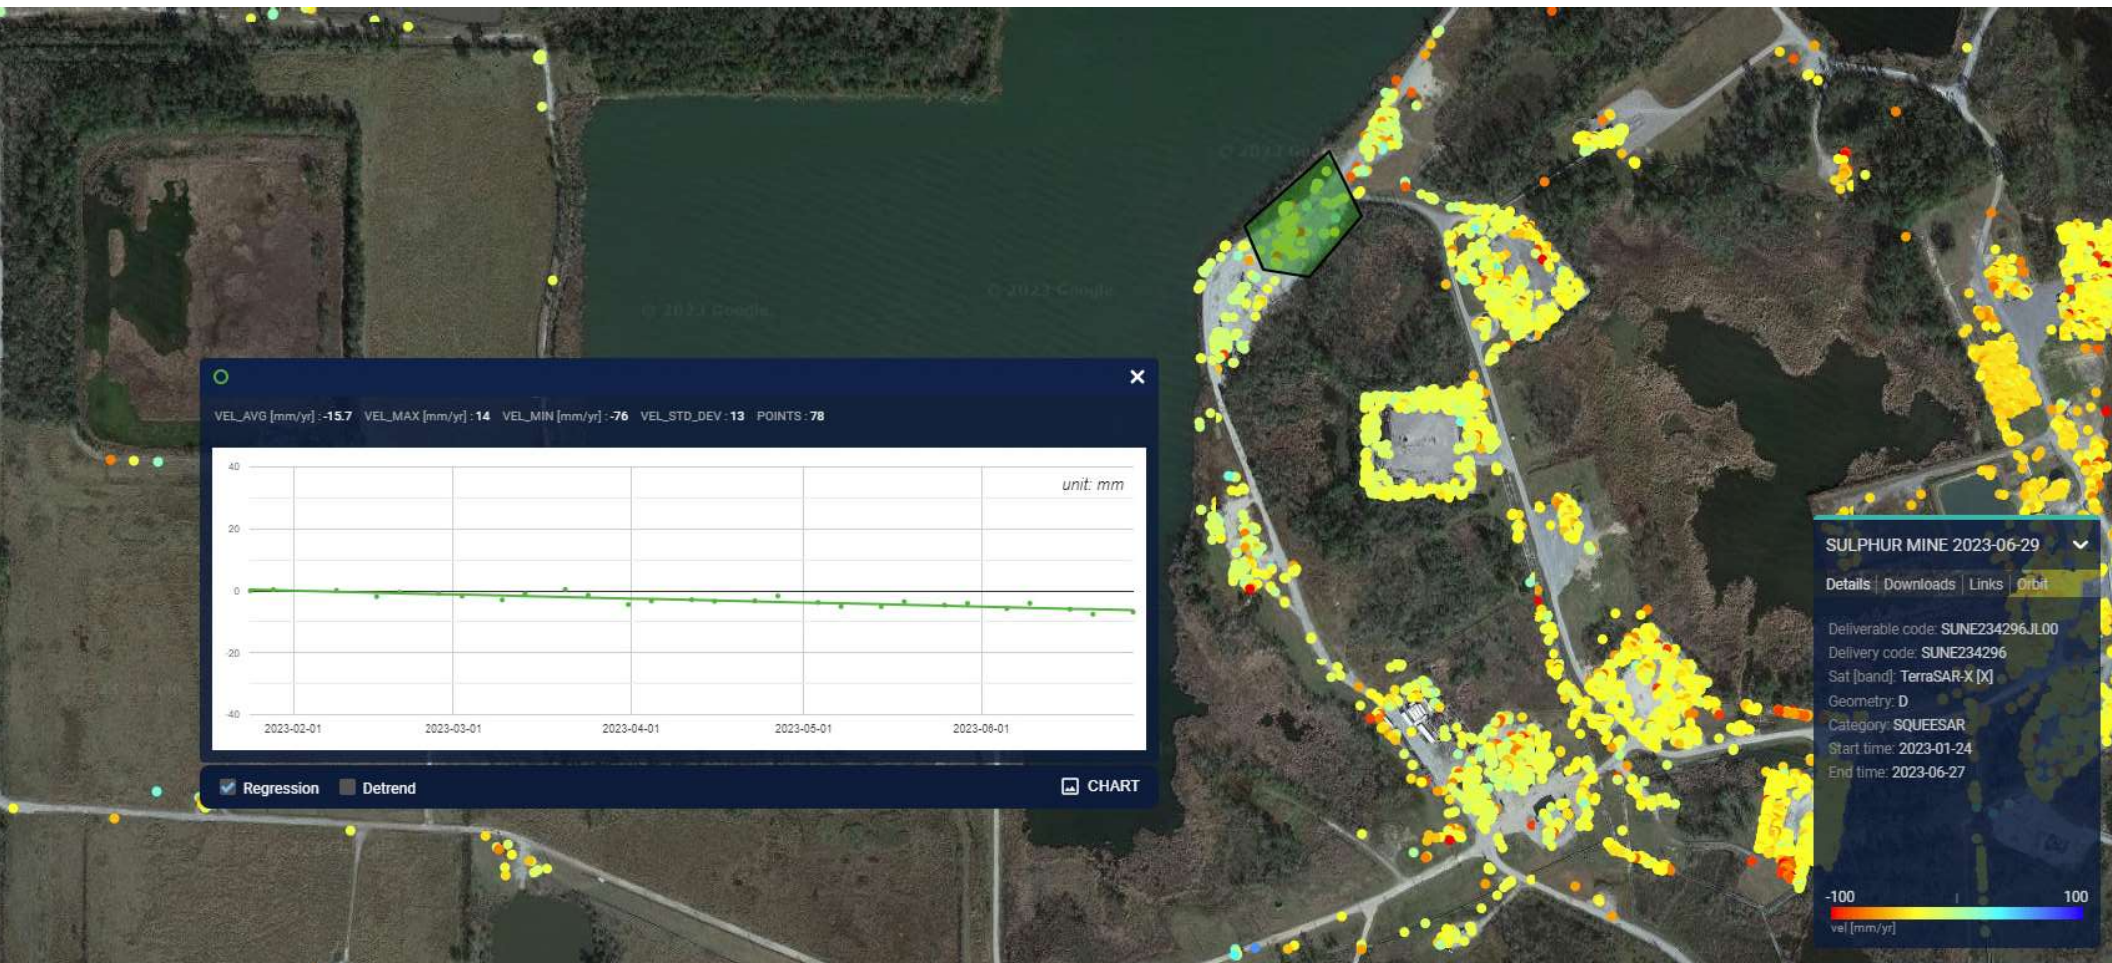 © 2023 Google
© 2023 Google
VEL_AVG [mm/yr] : -15.7 VEL_MAX [mm/yr] : 14 VEL_MIN [mm/yr] : -76 VEL_STD_DEV : 13 POINTS : 78
unit: mm
40
20
0
-20
-40
2023-02-01 2023-03-01 2023-04-01 2023-05-01 2023-06-01
Regression Detrend CHART
SULPHUR MINE 2023-06-29
Details | Downloads | Links | Orbit
Deliverable code: SUNE234296JL00
Delivery code: SUNE234296
Sat [band]: TerraSAR-X [X]
Geometry: D
Category: SQUEESAR
Start time: 2023-01-24
End time: 2023-06-27
-100 100
vel [mm/yr]